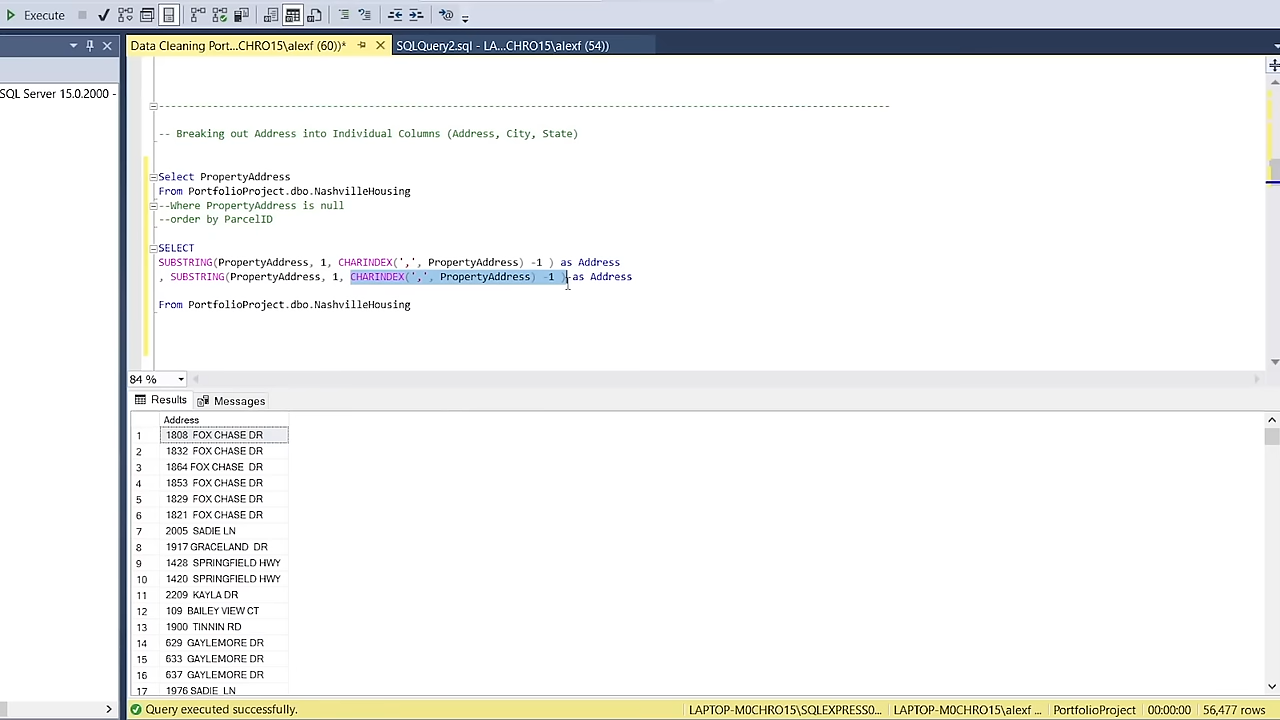 Execute
Data Cleaning Port...CHRO15\alexf (60))*
SQLQuery2.sql - LA...CHRO15\alexf (54))
SQL Server 15.0.2000 -
-- Breaking out Address into Individual Columns (Address, City, State)
Select PropertyAddress
From PortfolioProject.dbo.NashvilleHousing
--Where PropertyAddress is null
--order by ParcelID
SELECT
SUBSTRING(PropertyAddress, 1, CHARINDEX(',', PropertyAddress) -1 ) as Address
, SUBSTRING(PropertyAddress, 1, CHARINDEX(',', PropertyAddress) -1 ) as Address
From PortfolioProject.dbo.NashvilleHousing
84 %
Results Messages
Address
1 1808 FOX CHASE DR
2 1832 FOX CHASE DR
3 1864 FOX CHASE DR
4 1853 FOX CHASE DR
5 1829 FOX CHASE DR
6 1821 FOX CHASE DR
7 2005 SADIE LN
8 1917 GRACELAND DR
9 1428 SPRINGFIELD HWY
10 1420 SPRINGFIELD HWY
11 2209 KAYLA DR
12 109 BAILEY VIEW CT
13 1900 TINNIN RD
14 629 GAYLEMORE DR
15 633 GAYLEMORE DR
16 637 GAYLEMORE DR
17 1976 SADIE LN
Query executed successfully.
LAPTOP-M0CHRO15\SQLEXPRESS0... LAPTOP-M0CHRO15\alexf ... PortfolioProject 00:00:00 56,477 rows